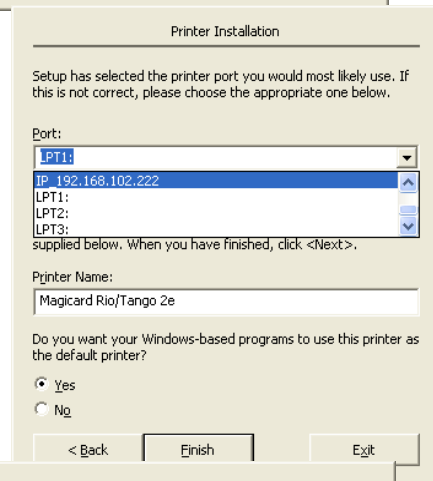 Printer Installation
Setup has selected the printer port you would most likely use. If
this is not correct, please choose the appropriate one below.
Port:
LPT1:
IP_192.168.102.222
LPT1:
LPT2:
LPT3:
supplied below. When you have finished, click <Next>.
Printer Name:
Magicard Rio/Tango 2e
Do you want your Windows-based programs to use this printer as
the default printer?
Yes
No
< Back Finish Exit